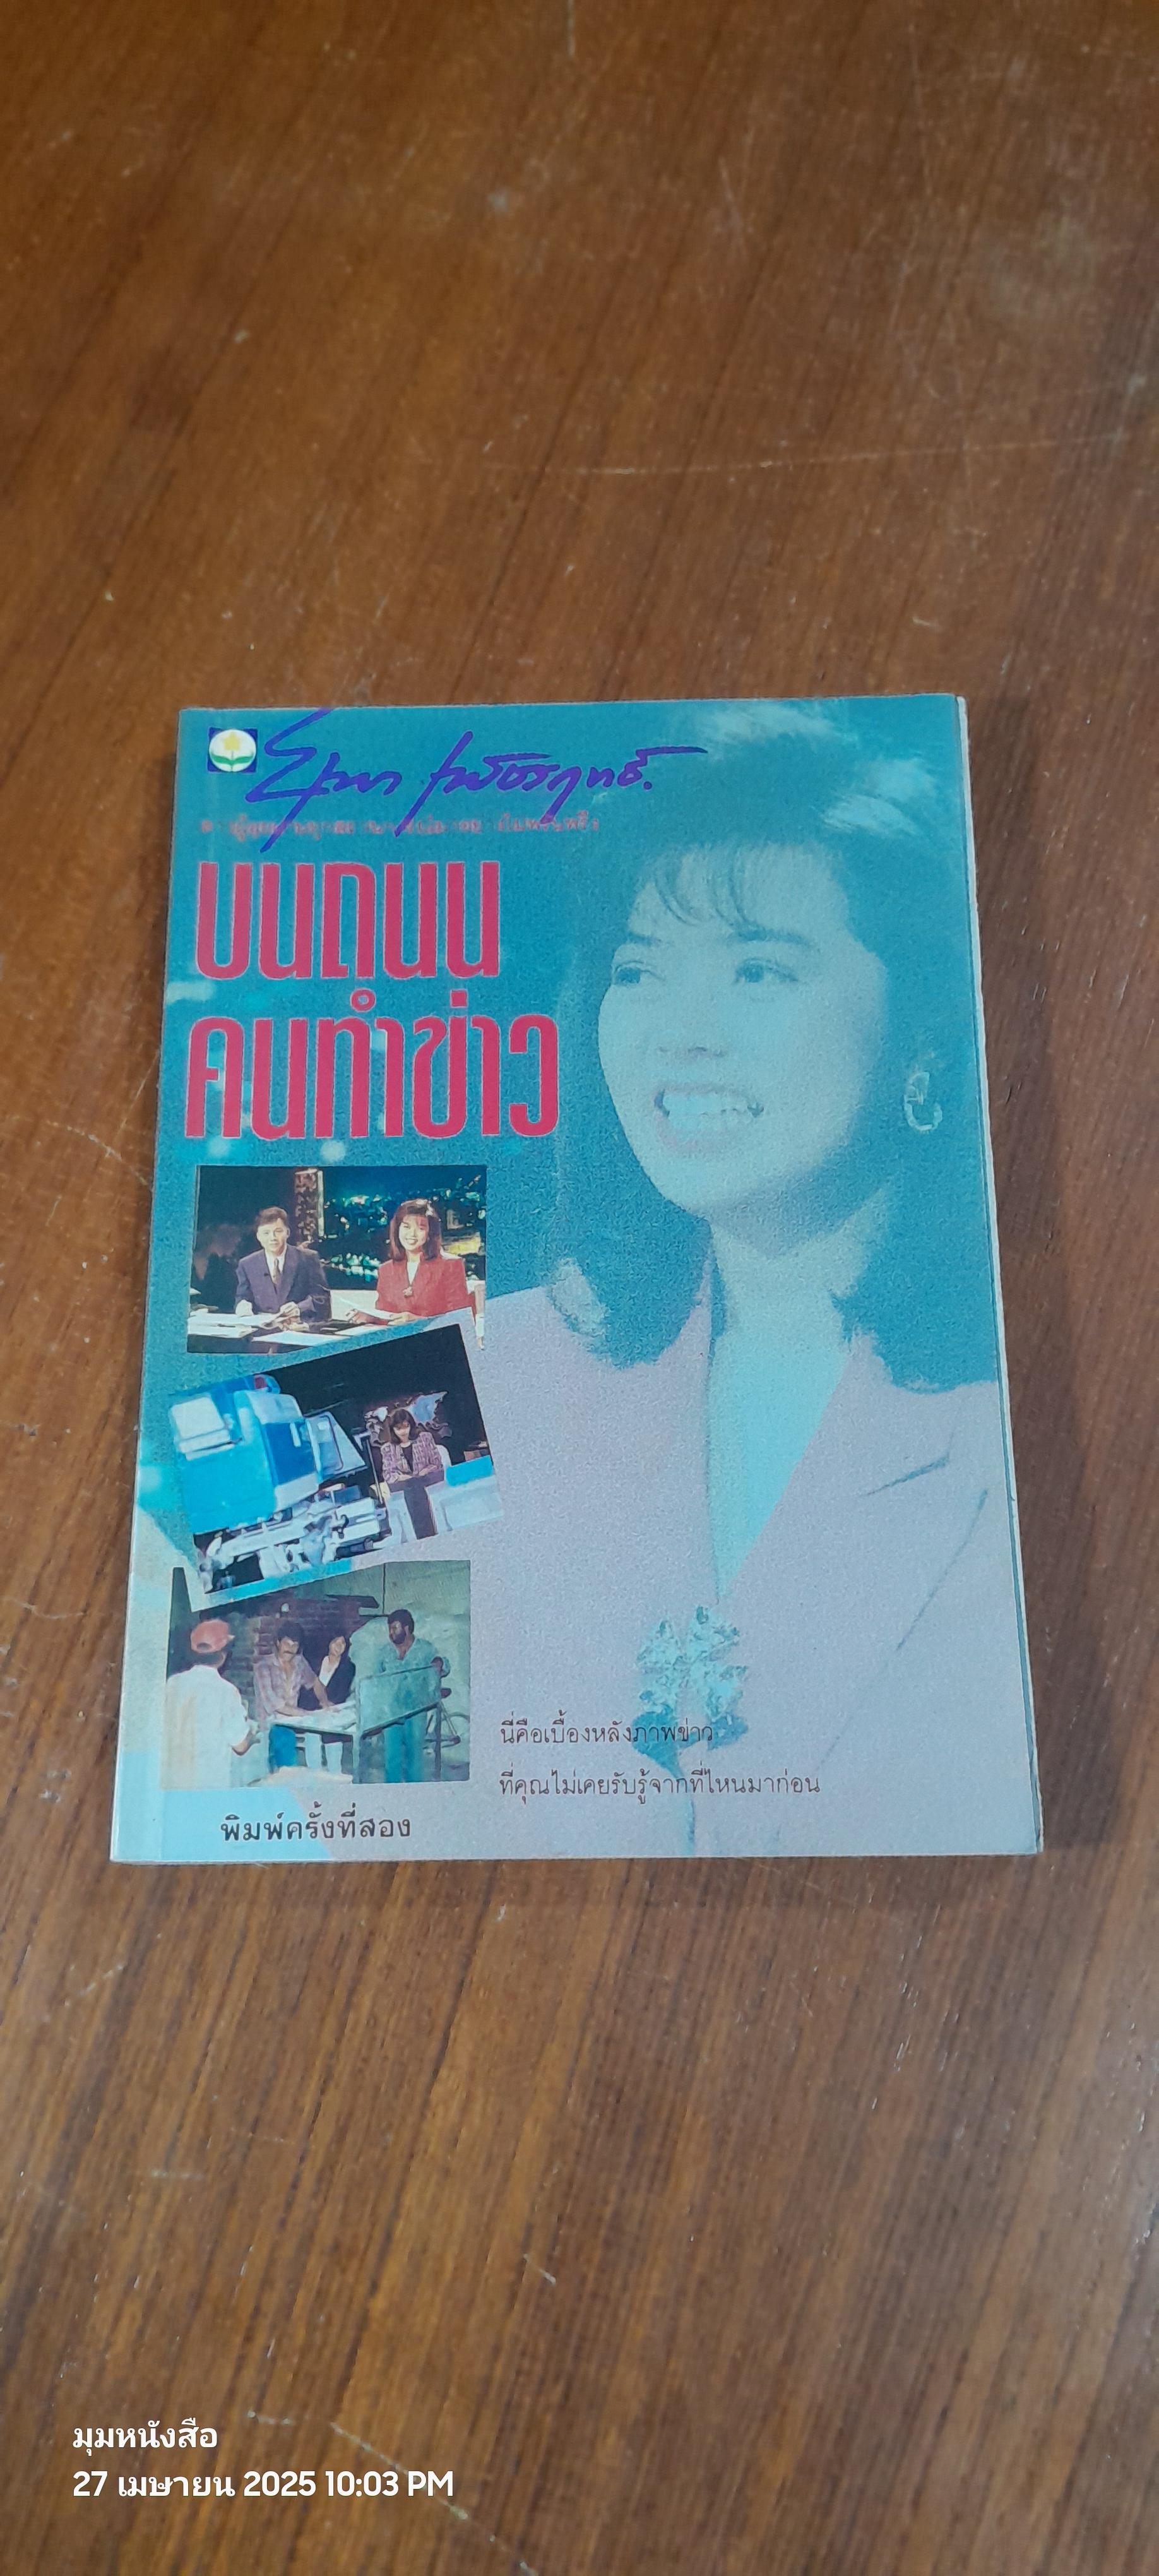 บนถนน
คนทำข่าว
นี่คือเบื้องหลังภาพข่าว
ที่คุณไม่เคยรับรู้จากที่ไหนมาก่อน
พิมพ์ครั้งที่สอง
มุมหนังสือ
27 เมษายน 2025 10:03 PM